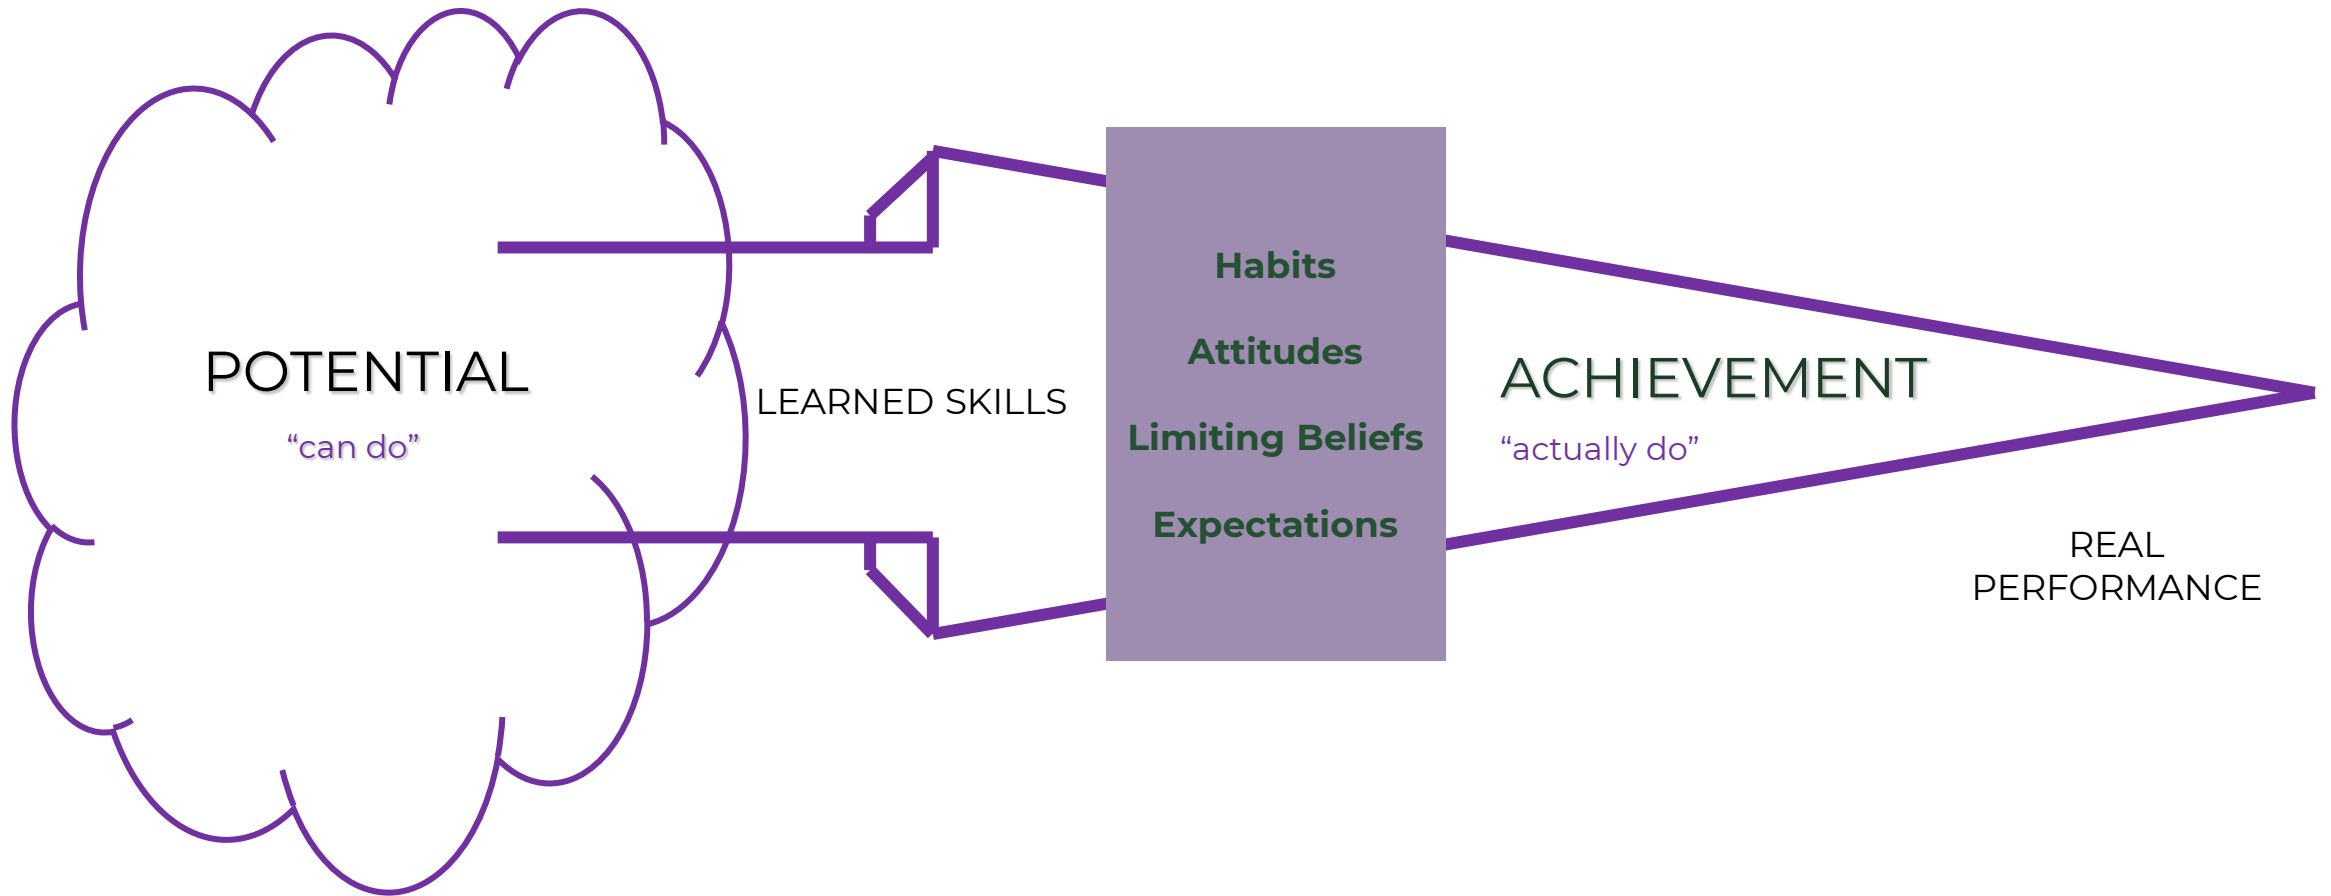 POTENTIAL
“can do”
LEARNED SKILLS
Habits
Attitudes
Limiting Beliefs
Expectations
ACHIEVEMENT
“actually do”
REAL
PERFORMANCE